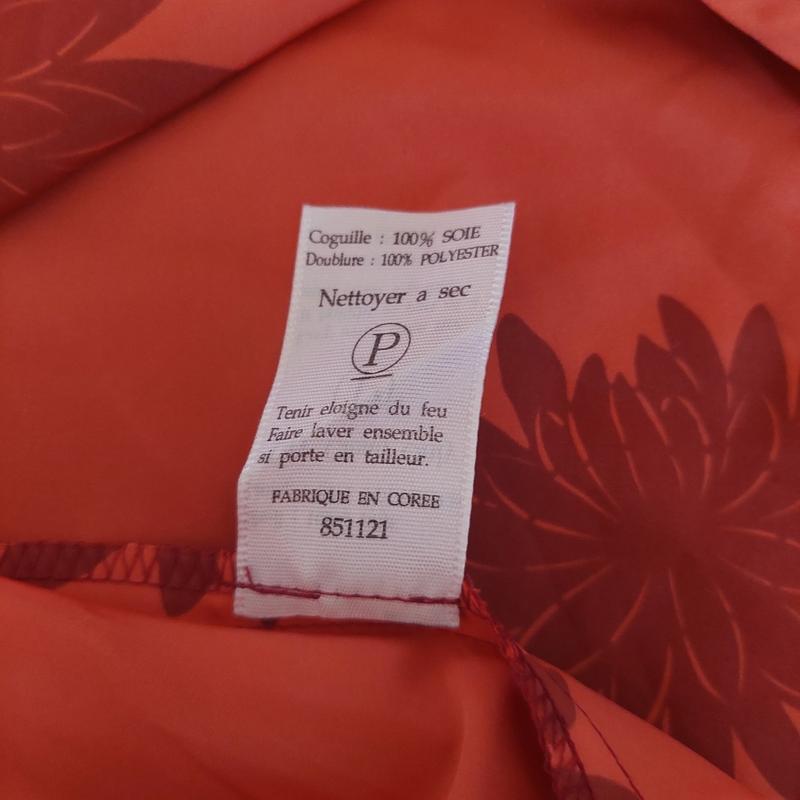 Coguille : 100% SOIE
Doublure : 100% POLYESTER
Nettoyer a sec
P
Tenir eloigne du feu
Faire laver ensemble
si porte en tailleur.
FABRIQUE EN COREE
851121